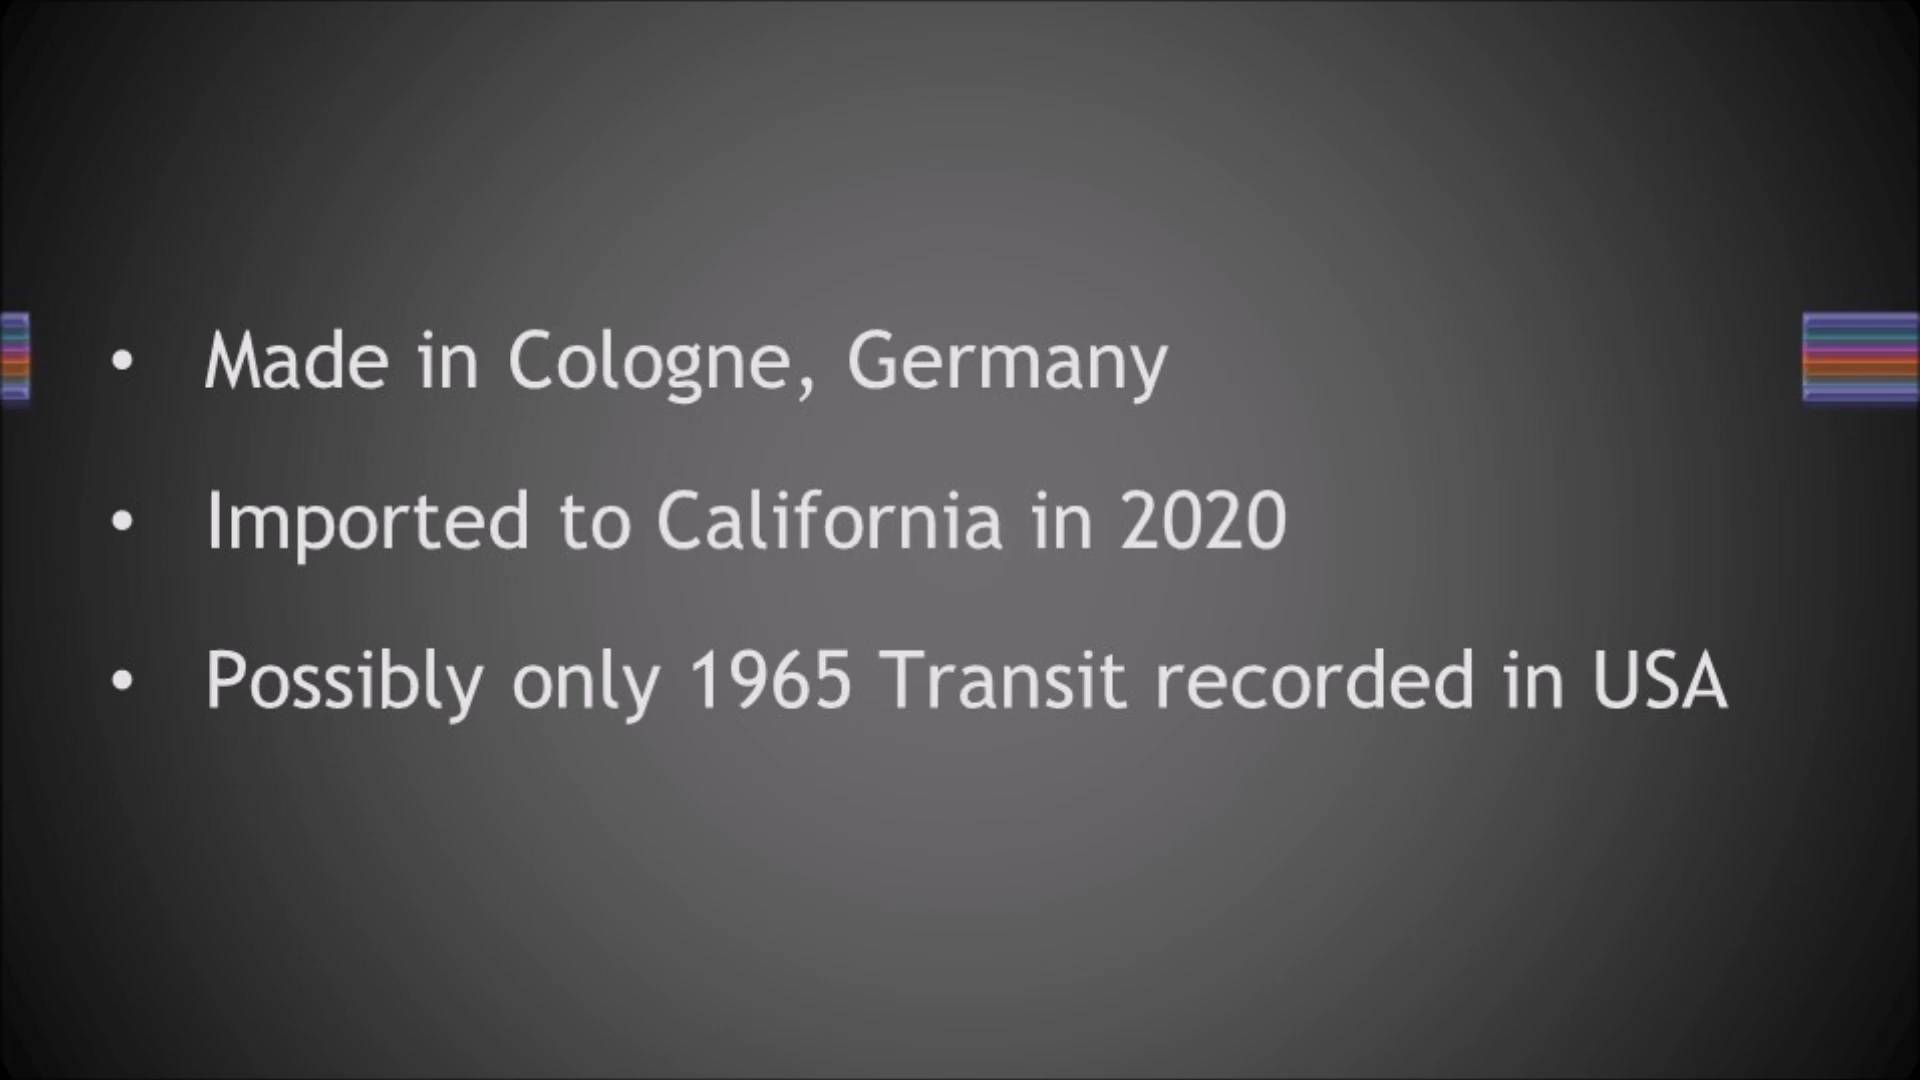 • Made in Cologne, Germany
• Imported to California in 2020
• Possibly only 1965 Transit recorded in USA